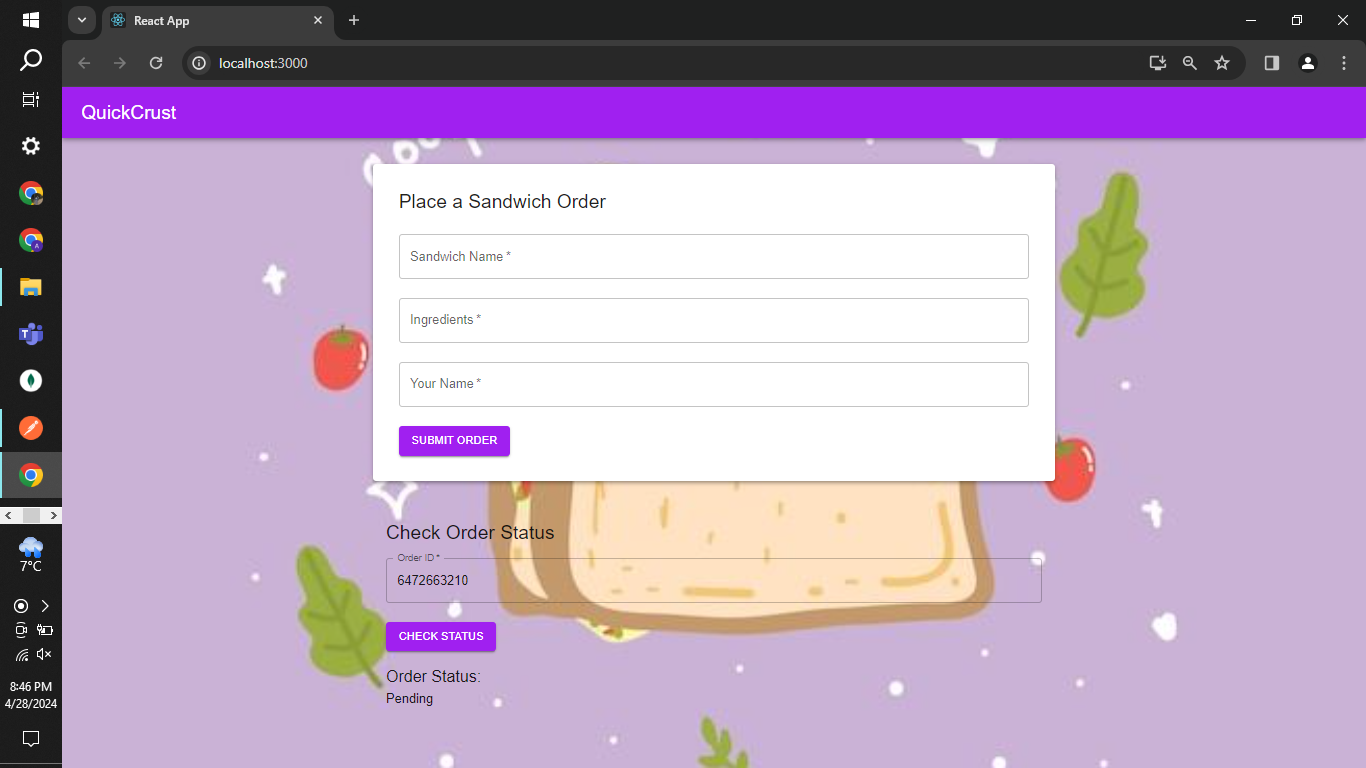 React App
localhost:3000
QuickCrust
Place a Sandwich Order
Sandwich Name *
Ingredients *
Your Name *
SUBMIT ORDER
Check Order Status
Order ID *
6472663210
CHECK STATUS
Order Status:
Pending
7°C
8:46 PM
4/28/2024